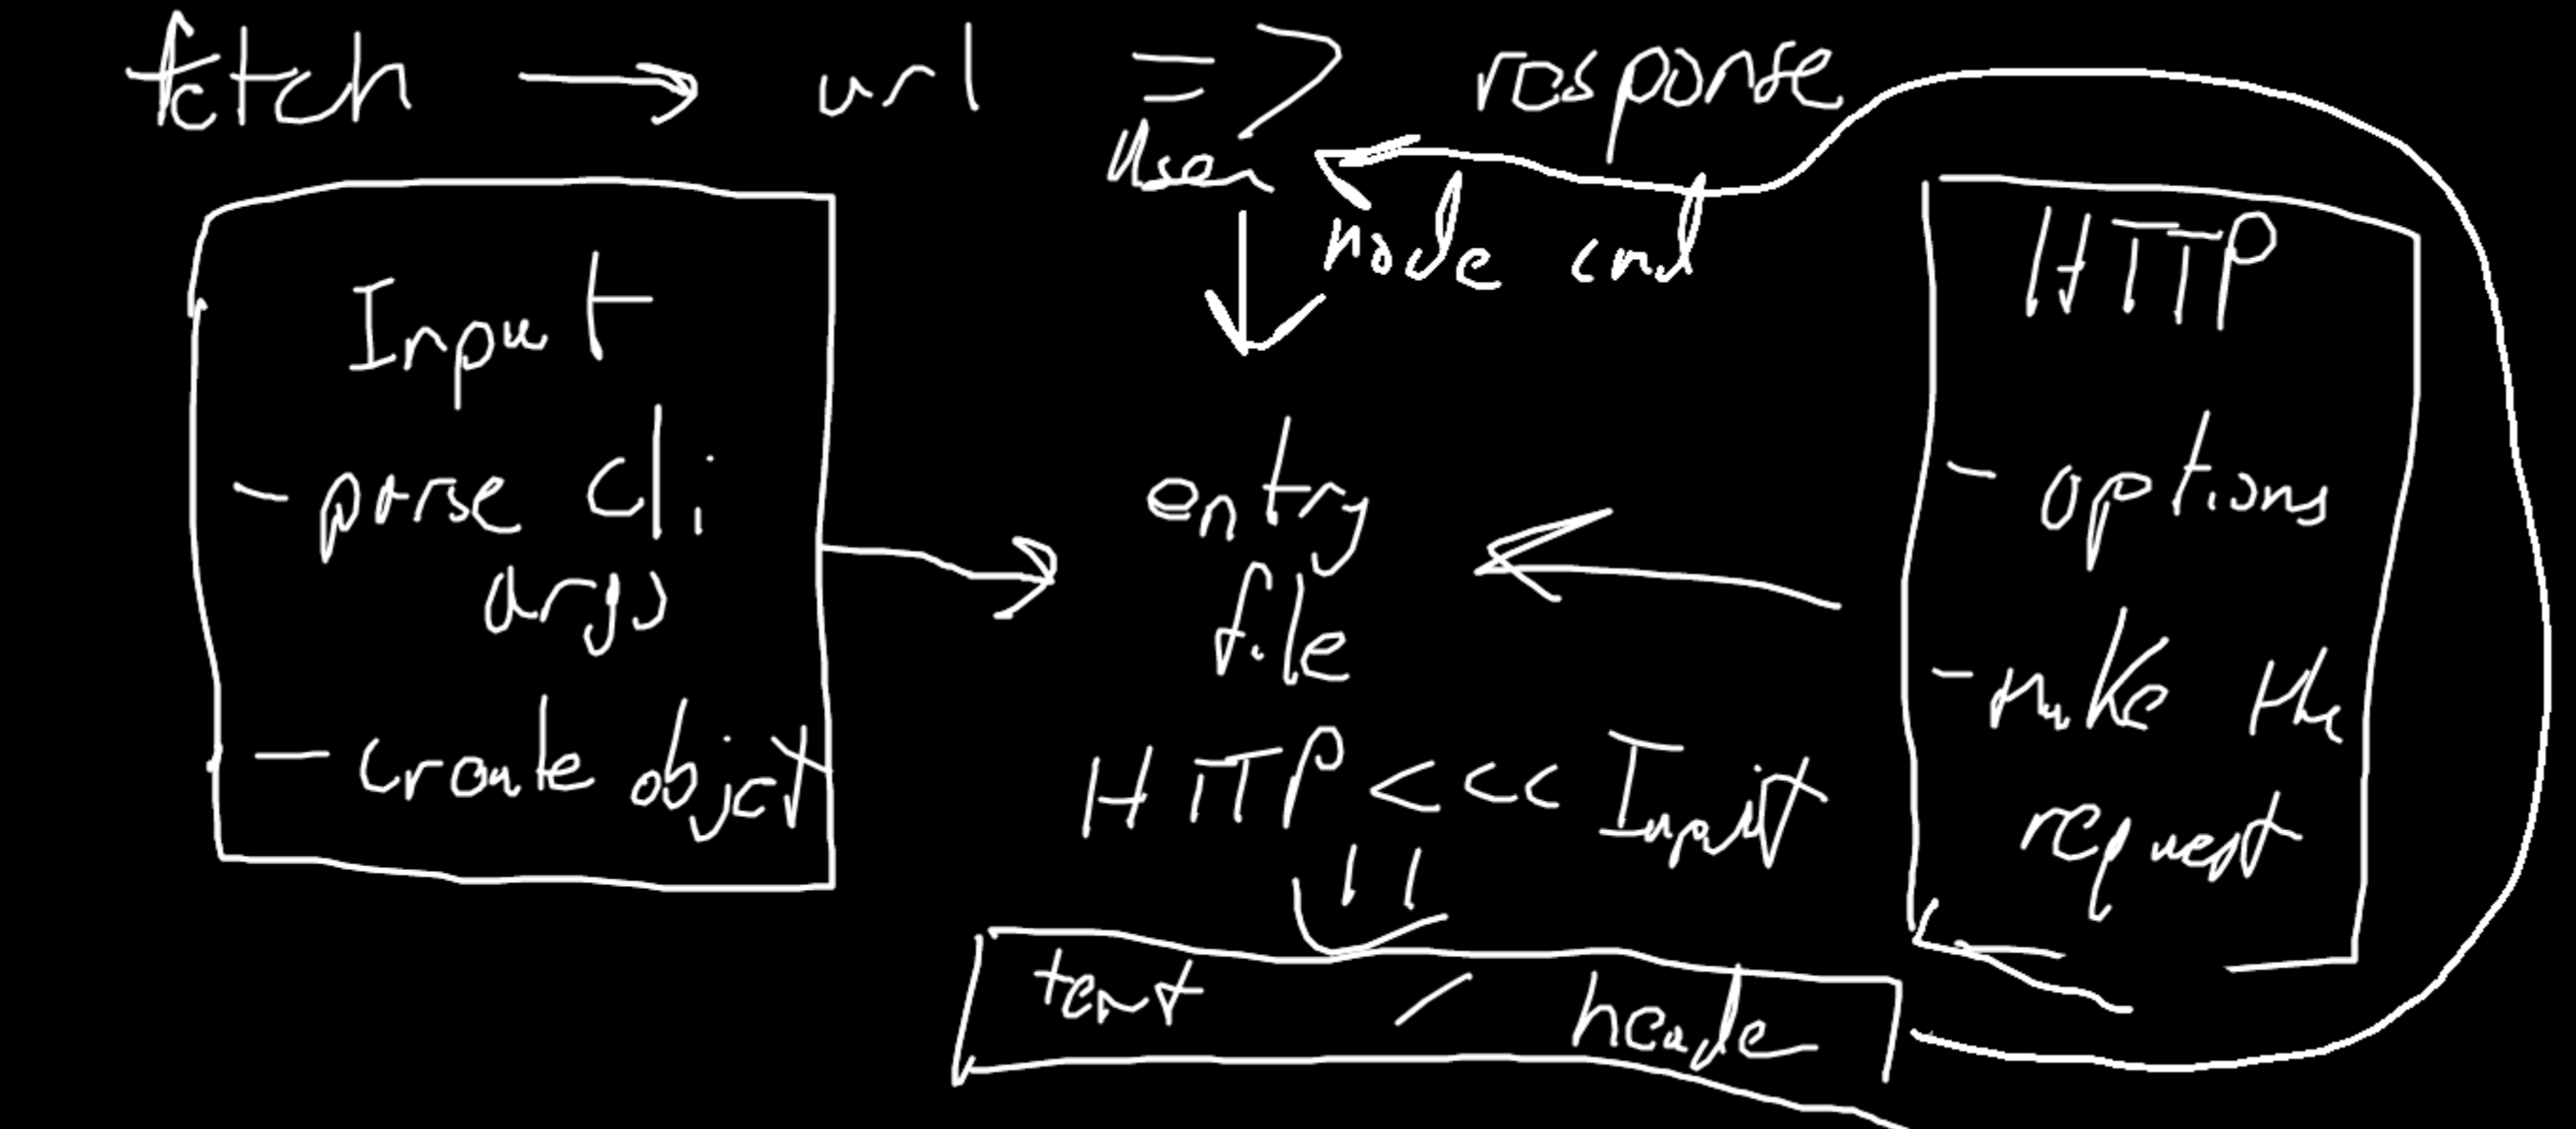 fetch → url => response
User
node cmd
Input
- parse cli
args
- create objct
entry
file
HTTP <<< Input
HTTP
- options
- make the
request
text / heade